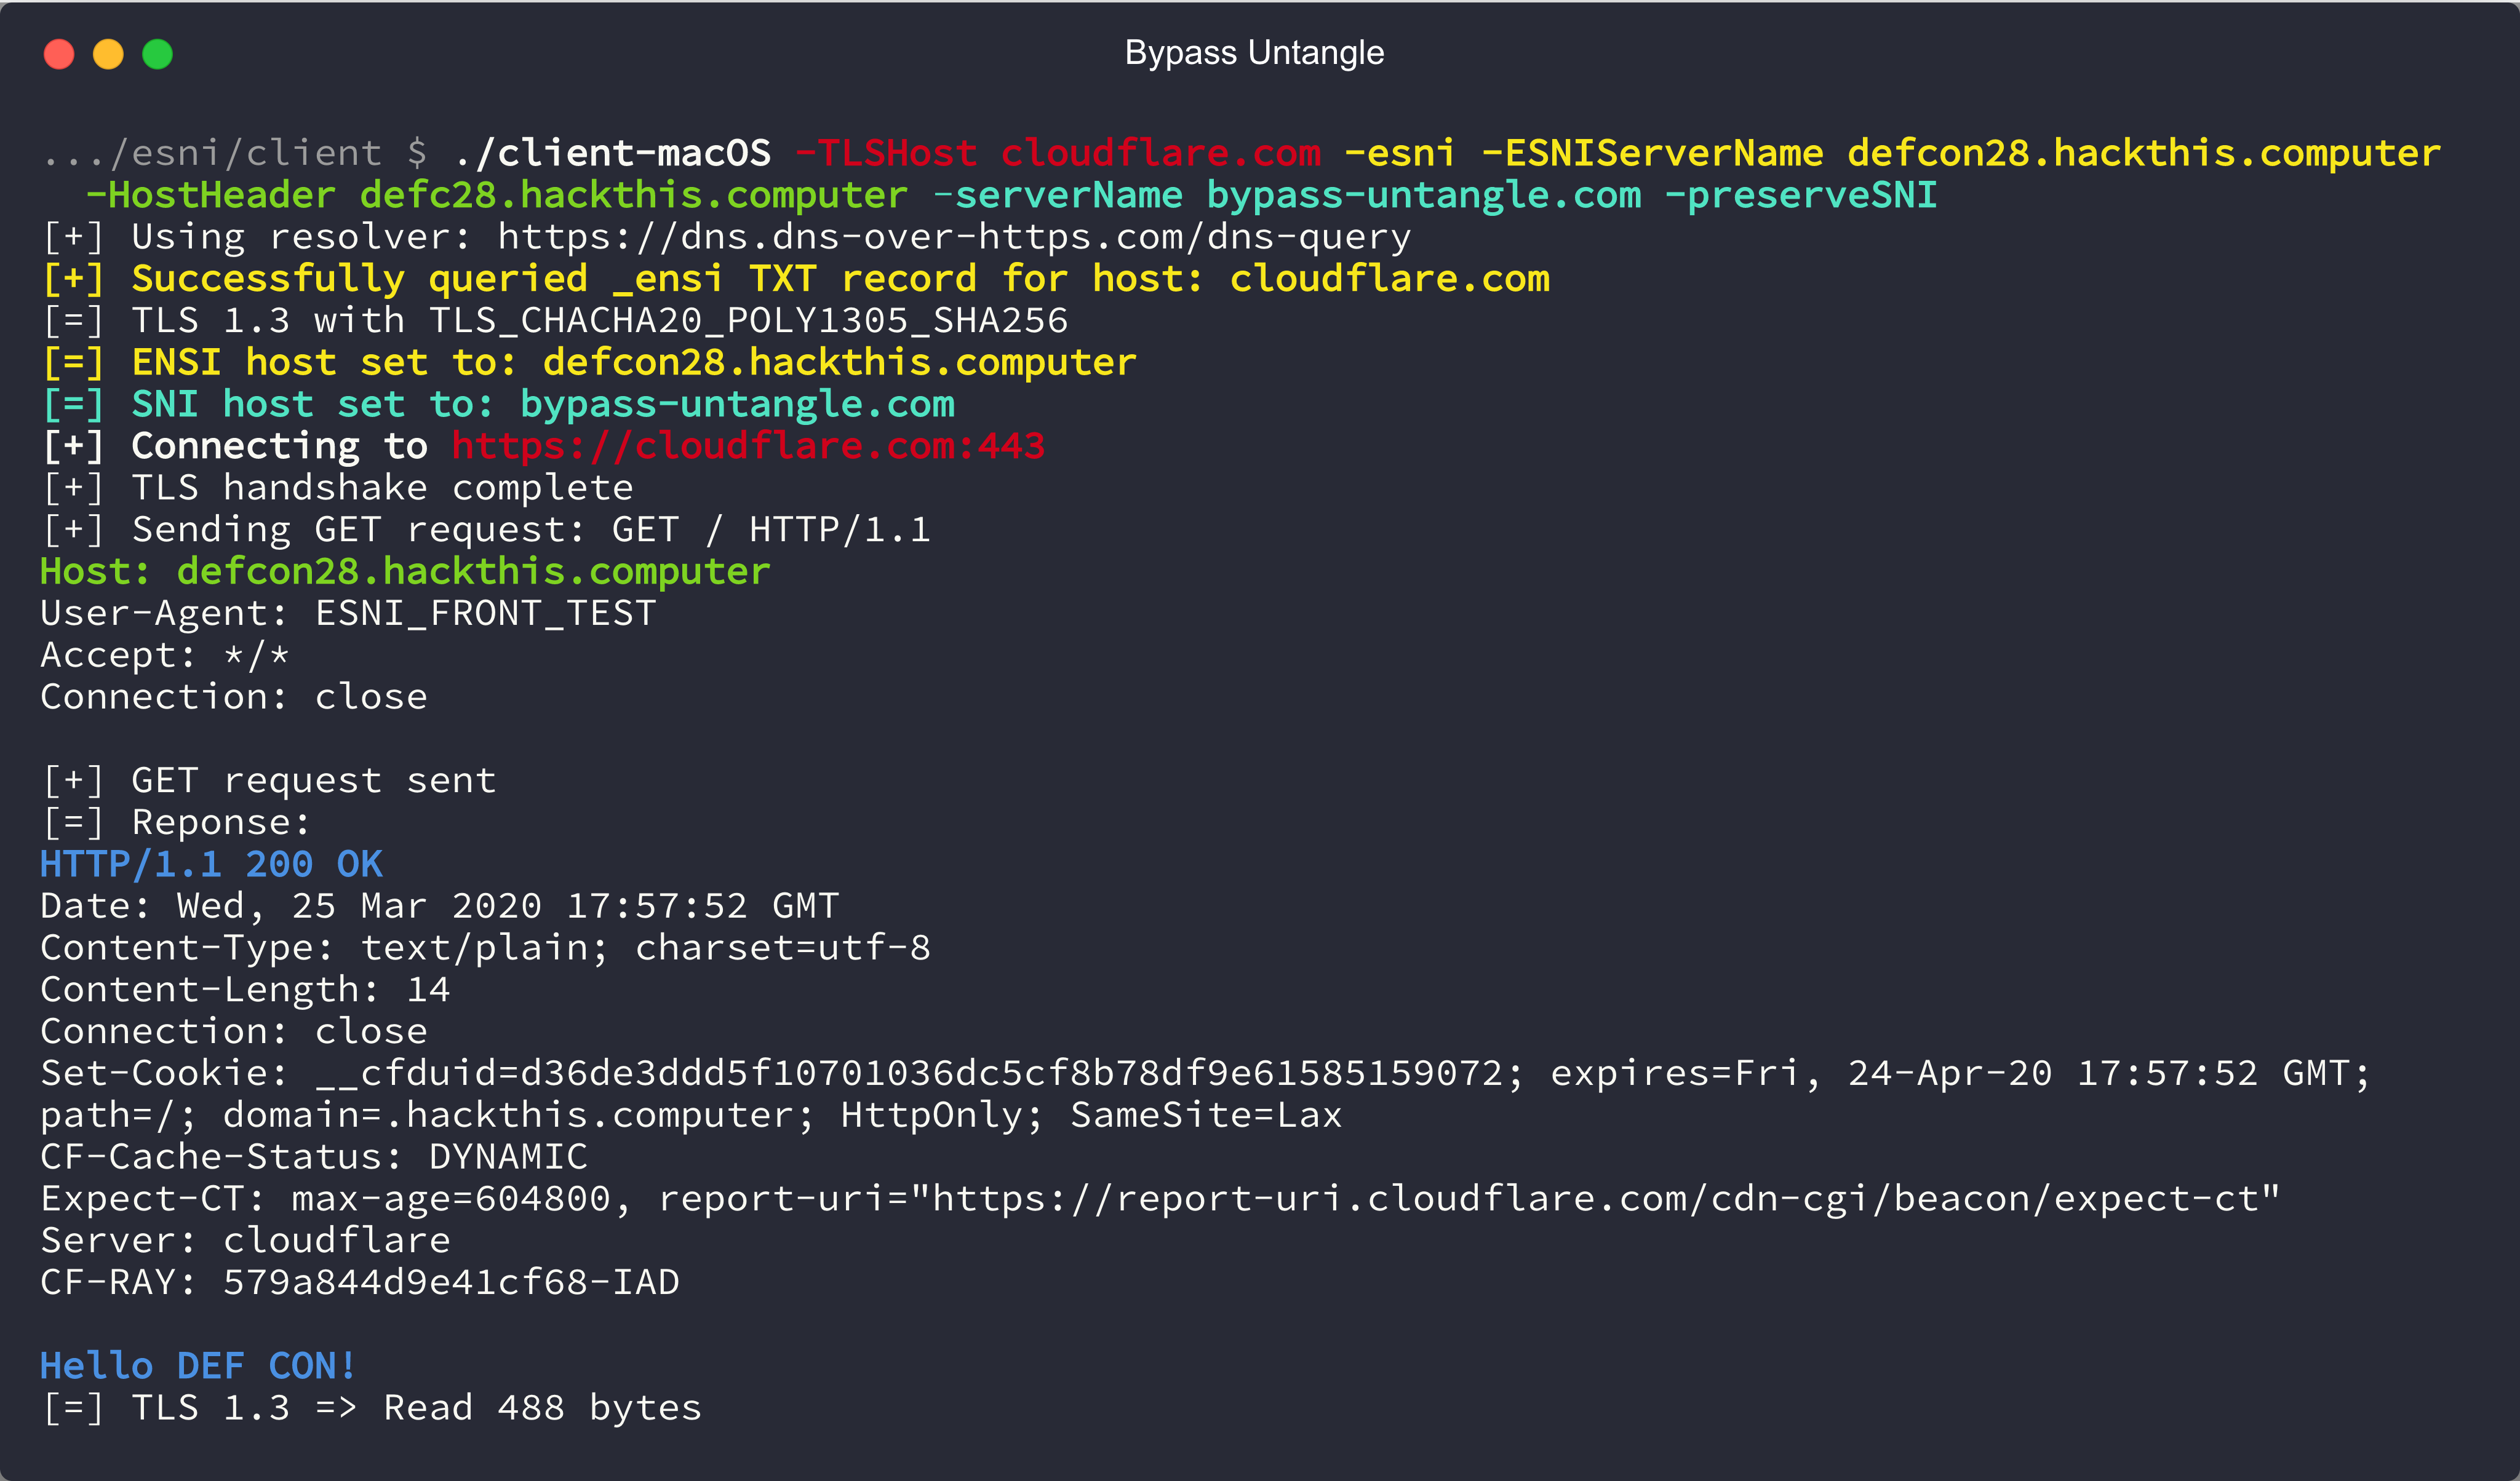 Bypass Untangle
.../esni/client $ ./client-macOS -TLSHost cloudflare.com -esni -ESNIServerName defcon28.hackthis.computer
-HostHeader defc28.hackthis.computer -serverName bypass-untangle.com -preserveSNI
[+] Using resolver: https://dns.dns-over-https.com/dns-query
[+] Successfully queried _ensi TXT record for host: cloudflare.com
[=] TLS 1.3 with TLS_CHACHA20_POLY1305_SHA256
[=] ENSI host set to: defcon28.hackthis.computer
[=] SNI host set to: bypass-untangle.com
[+] Connecting to https://cloudflare.com:443
[+] TLS handshake complete
[+] Sending GET request: GET / HTTP/1.1
Host: defcon28.hackthis.computer
User-Agent: ESNI_FRONT_TEST
Accept: */*
Connection: close
[+] GET request sent
[=] Reponse:
HTTP/1.1 200 OK
Date: Wed, 25 Mar 2020 17:57:52 GMT
Content-Type: text/plain; charset=utf-8
Content-Length: 14
Connection: close
Set-Cookie: __cfduid=d36de3ddd5f10701036dc5cf8b78df9e61585159072; expires=Fri, 24-Apr-20 17:57:52 GMT;
path=/; domain=.hackthis.computer; HttpOnly; SameSite=Lax
CF-Cache-Status: DYNAMIC
Expect-CT: max-age=604800, report-uri="https://report-uri.cloudflare.com/cdn-cgi/beacon/expect-ct"
Server: cloudflare
CF-RAY: 579a844d9e41cf68-IAD
Hello DEF CON!
[=] TLS 1.3 => Read 488 bytes